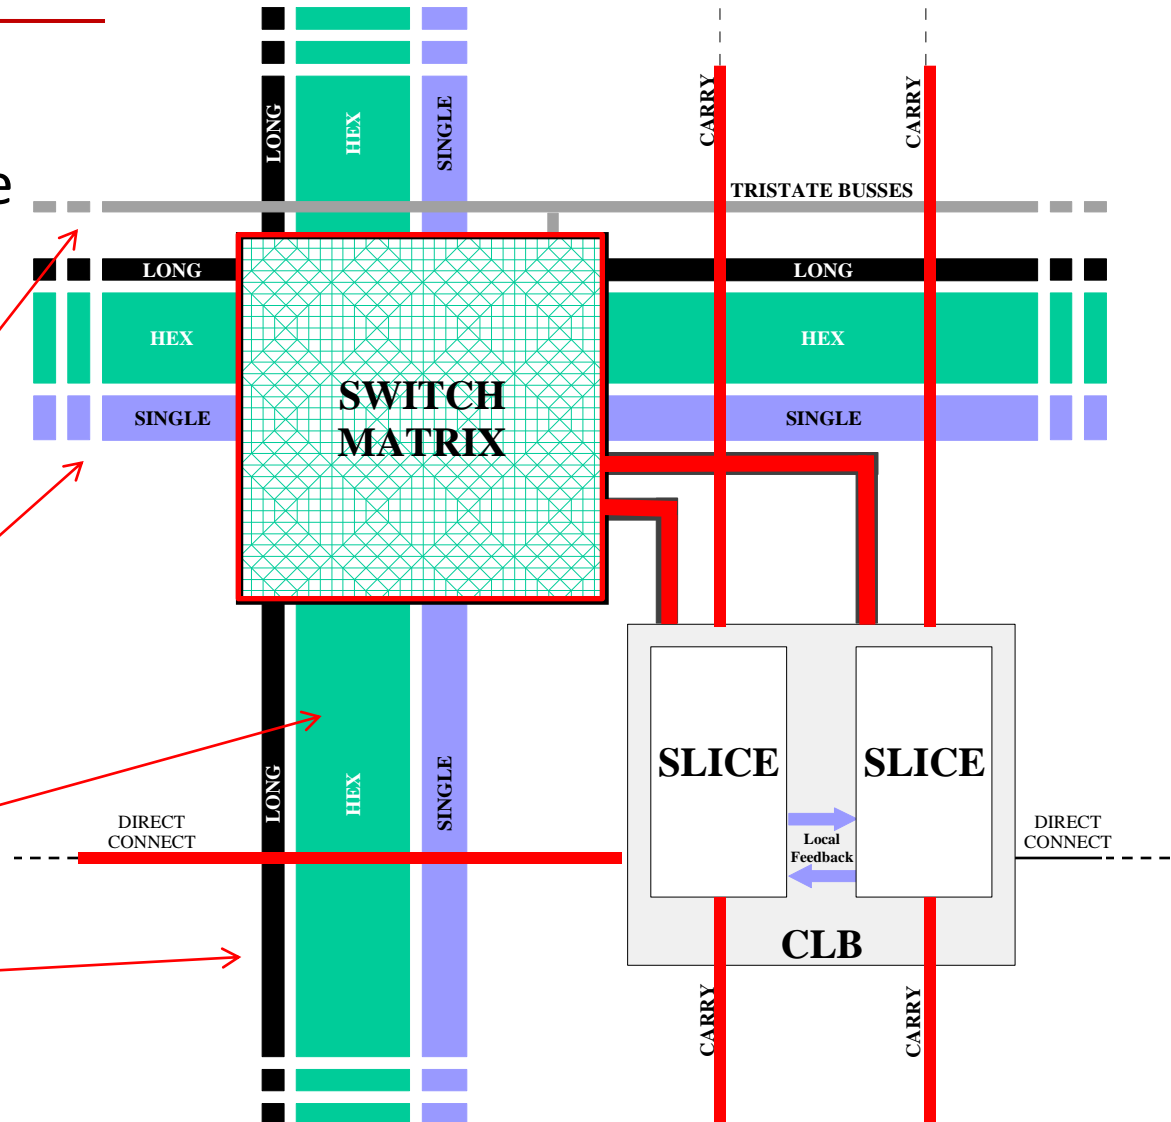 LONG
HEX
SINGLE
CARRY
CARRY
e
TRISTATE BUSSES
LONG
LONG
HEX
HEX
SINGLE
SINGLE
SWITCH
MATRIX
SLICE
SLICE
LONG
HEX
SINGLE
DIRECT
CONNECT
Local
Feedback
DIRECT
CONNECT
CLB
CARRY
CARRY